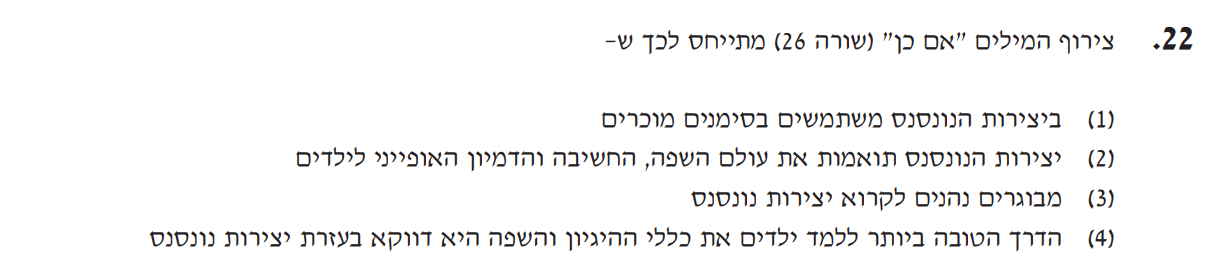 22. צירוף המילים "אם כן" (שורה 26) מתייחס לכך ש-
(1) ביצירות הנונסנס משתמשים בסימנים מוכרים
(2) יצירות הנונסנס תואמות את עולם השפה, החשיבה והדמיון האופייני לילדים
(3) מבוגרים נהנים לקרוא יצירות נונסנס
(4) הדרך הטובה ביותר ללמד ילדים את כללי ההיגיון והשפה היא דווקא בעזרת יצירות נונסנס